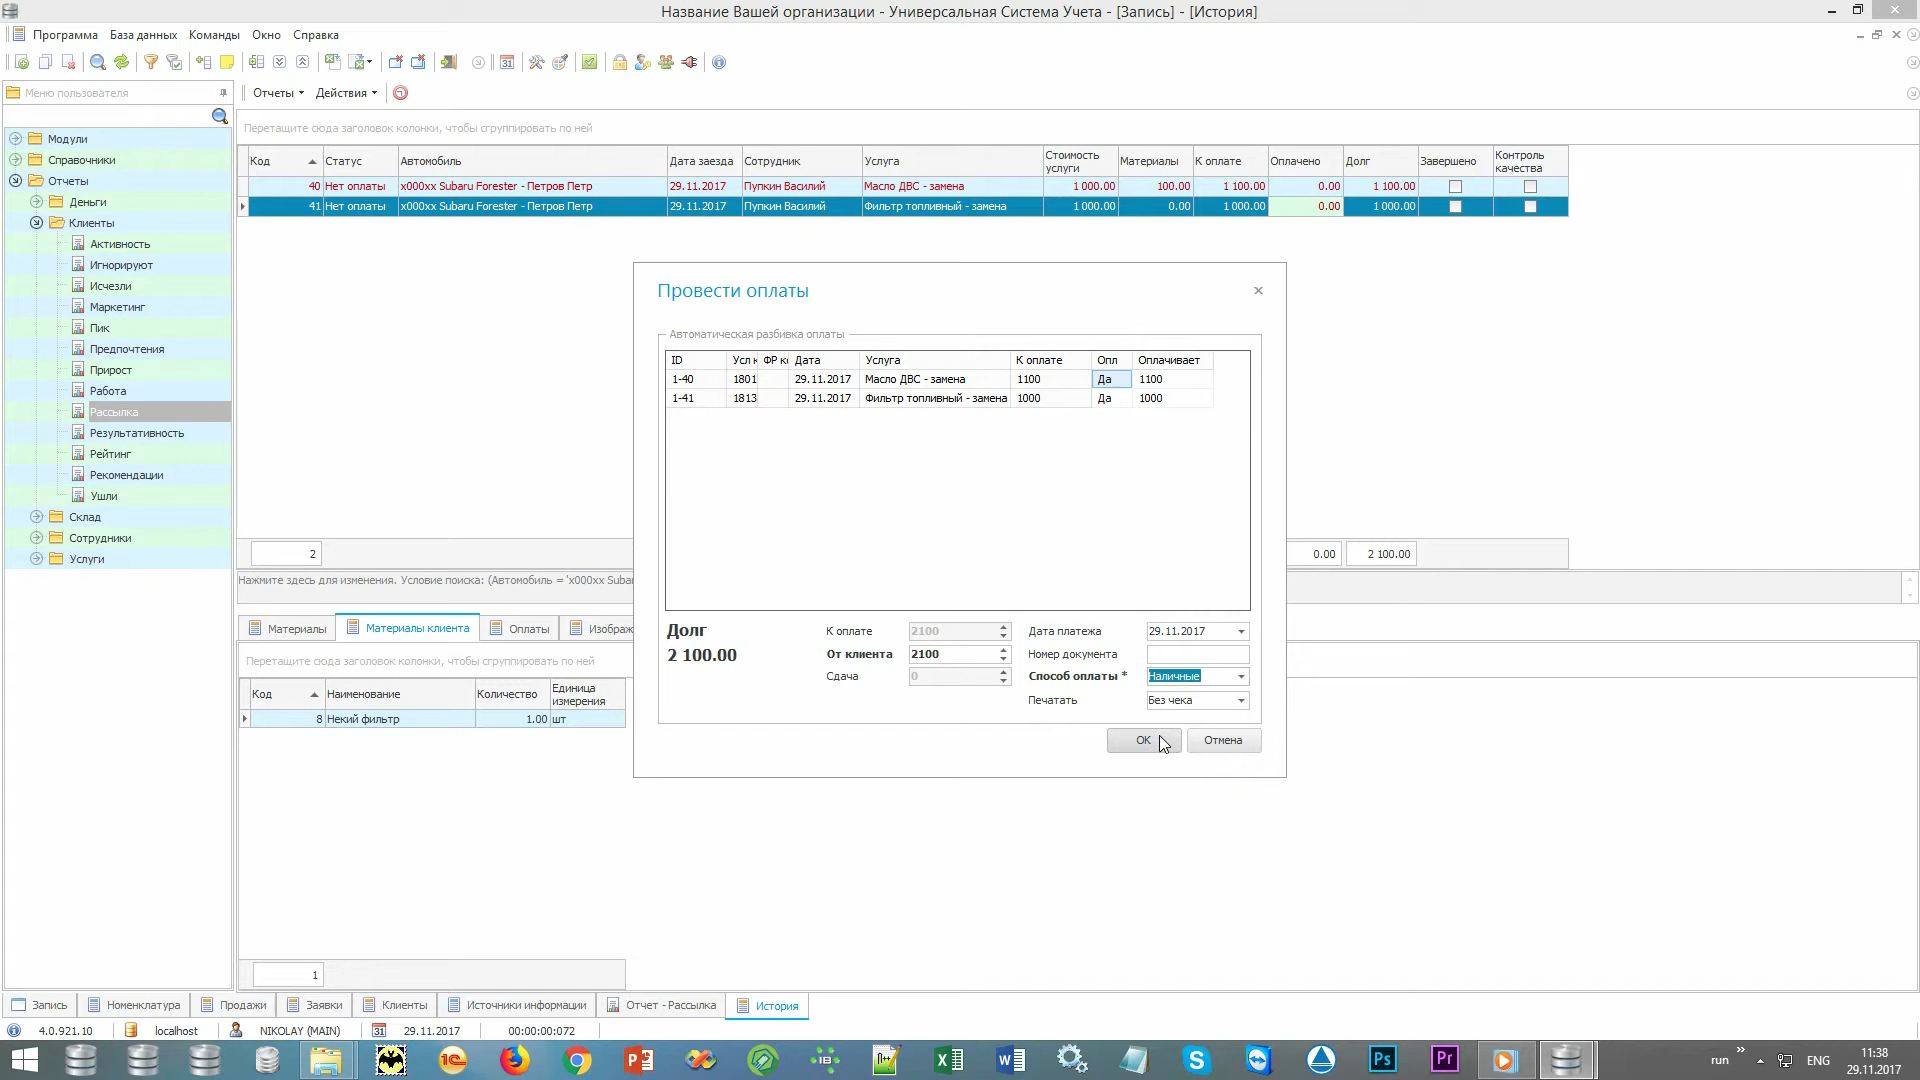 Название Вашей организации - Универсальная Система Учета - [Запись] - [История]
Программа База данных Команды Окно Справка
Меню пользователя
Отчеты Действия
Перетащите сюда заголовок колонки, чтобы сгруппировать по ней
Модули
Справочники
Отчеты
Деньги
Клиенты
Активность
Игнорируют
Исчезли
Маркетинг
Пик
Предпочтения
Прирост
Работа
Рассылка
Результативность
Рейтинг
Рекомендации
Ушли
Склад
Сотрудники
Услуги
Код Статус Автомобиль Дата заезда Сотрудник Услуга Стоимость услуги Материалы К оплате Оплачено Долг Завершено Контроль качества
40 Нет оплаты x000xx Subaru Forester - Петров Петр 29.11.2017 Пупкин Василий Масло ДВС - замена 1 000.00 100.00 1 100.00 0.00 1 100.00
41 Нет оплаты x000xx Subaru Forester - Петров Петр 29.11.2017 Пупкин Василий Фильтр топливный - замена 1 000.00 0.00 1 000.00 0.00 1 000.00
Провести оплаты
Автоматическая разбивка оплаты
ID Усл к ФР к Дата Услуга К оплате Опл Оплачивает
1-40 1801 29.11.2017 Масло ДВС - замена 1100 Да 1100
1-41 1813 29.11.2017 Фильтр топливный - замена 1000 Да 1000
Долг
2 100.00
К оплате 2100
От клиента 2100
Сдача 0
Дата платежа 29.11.2017
Номер документа
Способ оплаты * Наличные
Печатать Без чека
ОК Отмена
2 0.00 2 100.00
Нажмите здесь для изменения. Условие поиска: (Автомобиль = 'x000xx Subar
Материалы Материалы клиента Оплаты Изображ
Перетащите сюда заголовок колонки, чтобы сгруппировать по ней
Код Наименование Количество Единица измерения
8 Некий фильтр 1.00 шт
1
Запись Номенклатура Продажи Заявки Клиенты Источники информации Отчет - Рассылка История
4.0.921.10 localhost NIKOLAY (MAIN) 31 29.11.2017 00:00:00:072
run ENG 11:38
29.11.2017